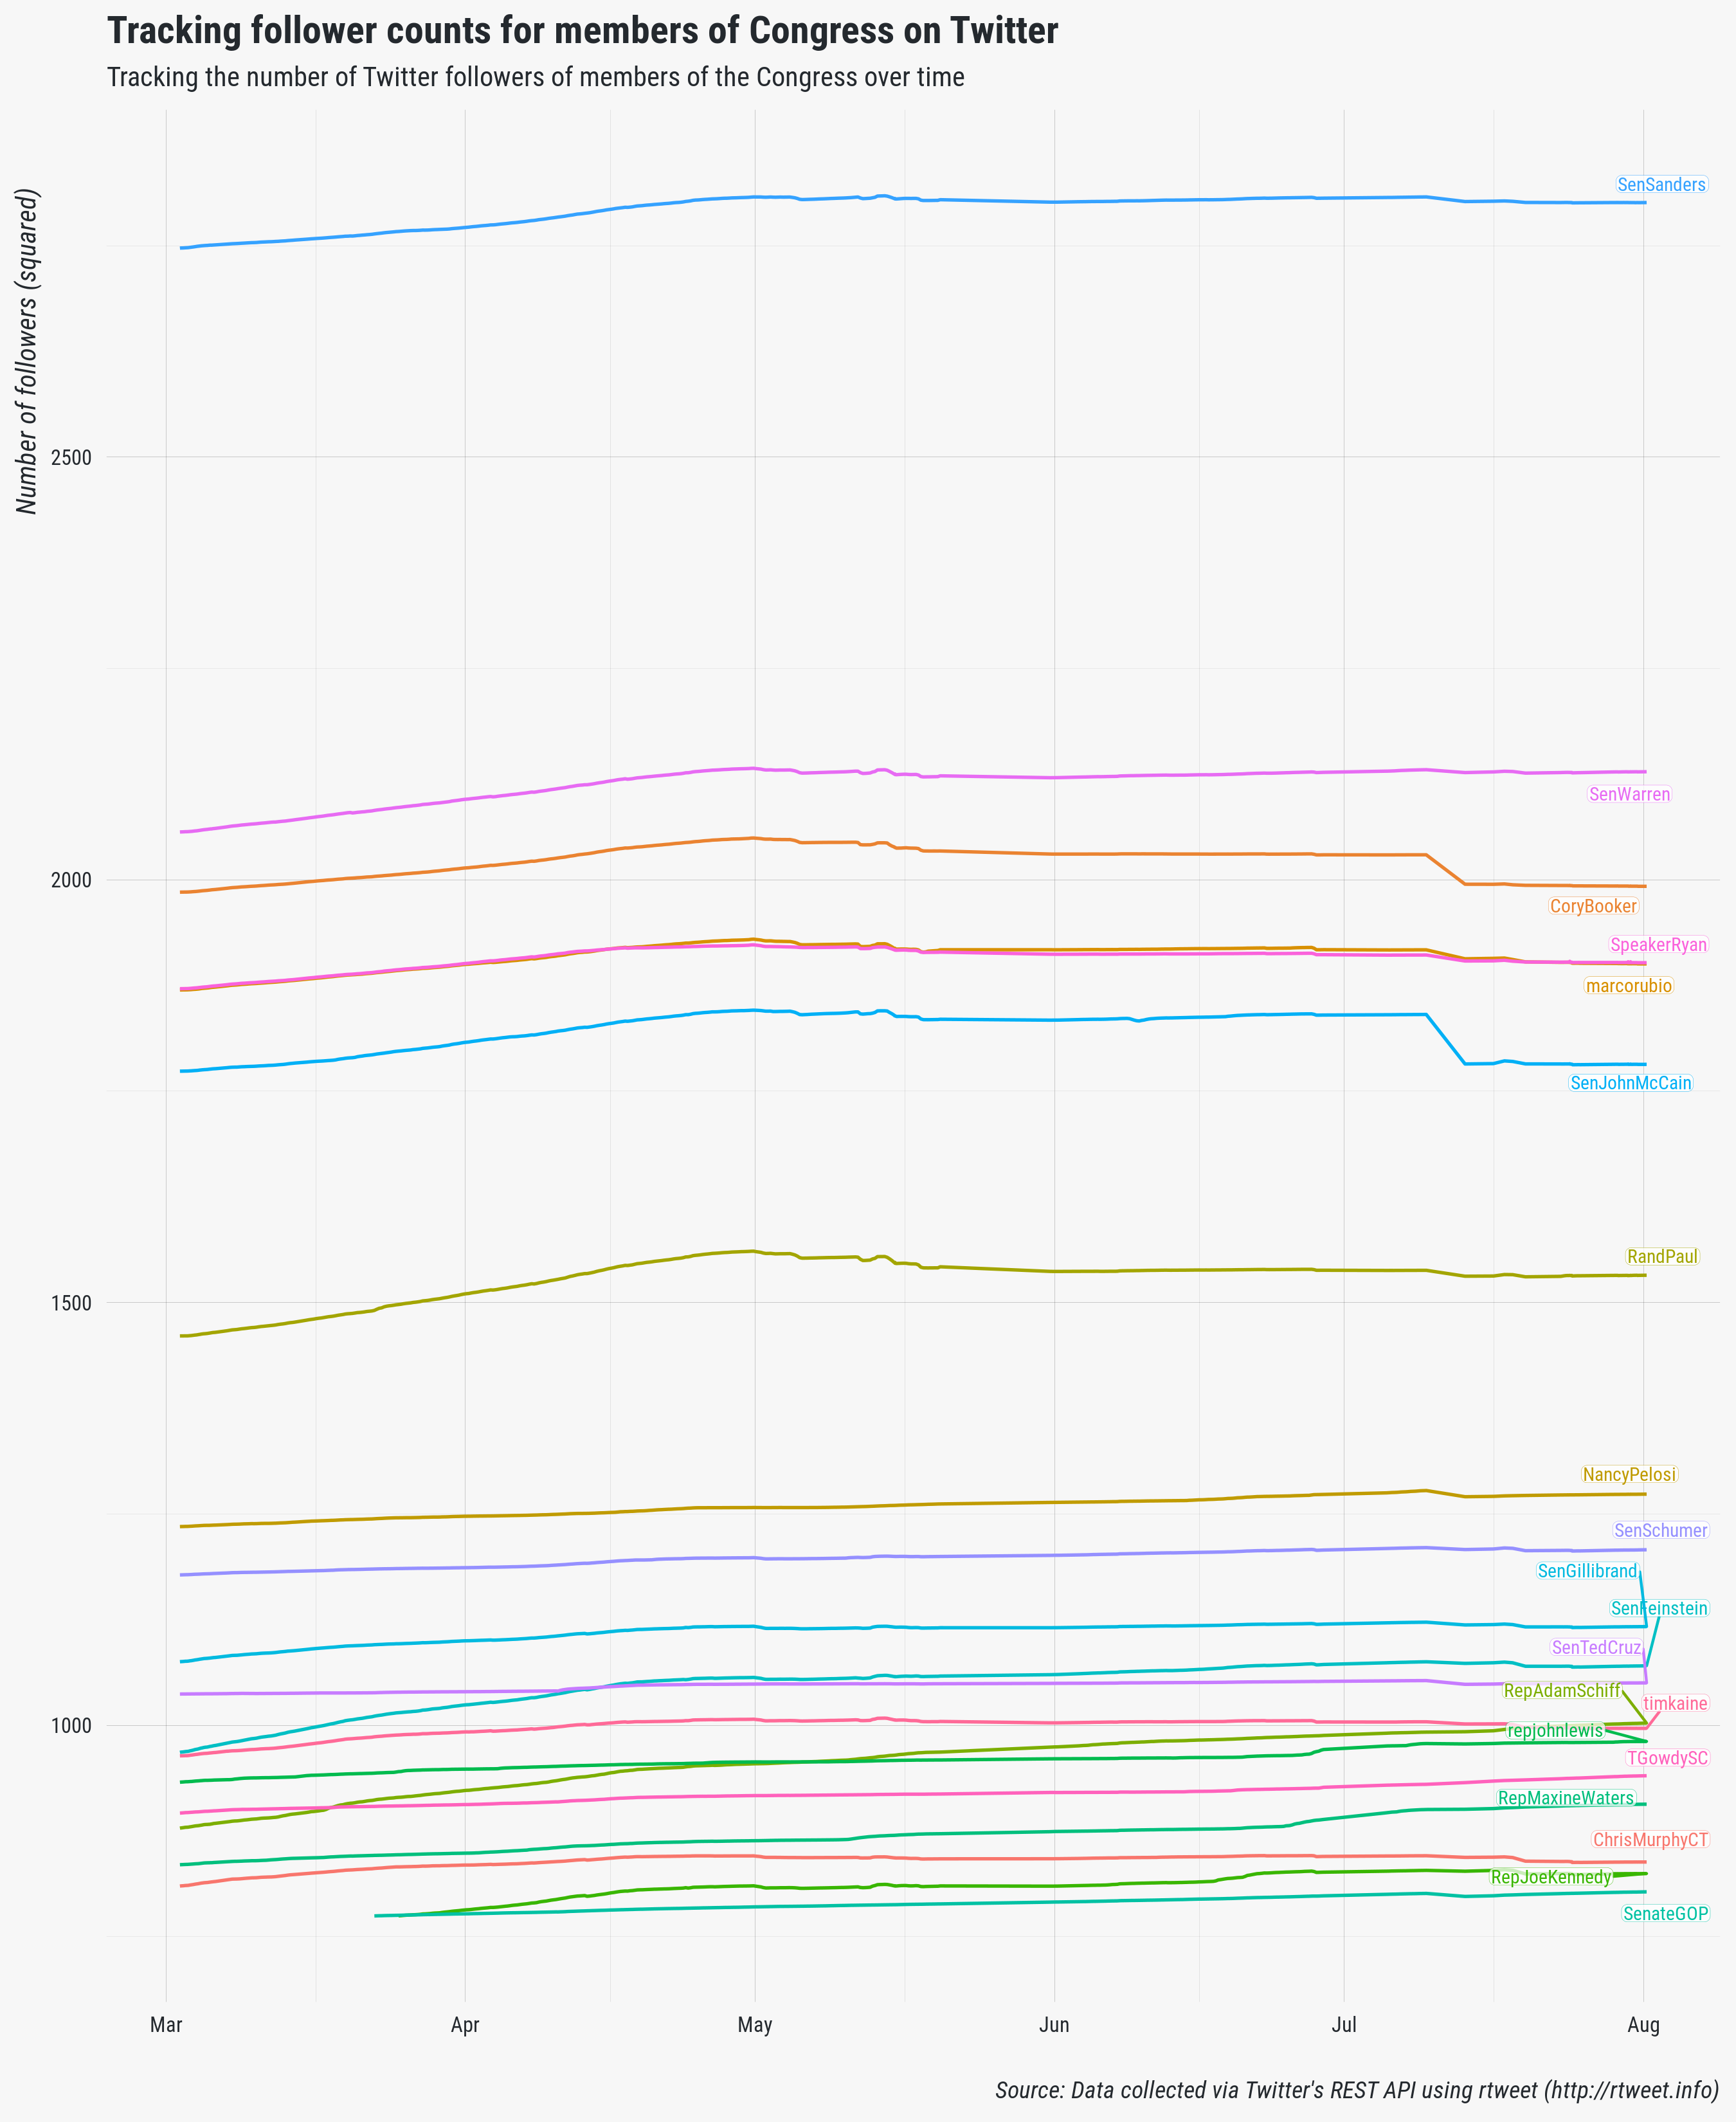 Tracking follower counts for members of Congress on Twitter
Tracking the number of Twitter followers of members of the Congress over time
Number of followers (squared)
2500
2000
1500
1000
SenSanders
SenWarren
CoryBooker
SpeakerRyan
marcorubio
SenJohnMcCain
RandPaul
NancyPelosi
SenSchumer
SenGillibrand
SenFeinstein
SenTedCruz
RepAdamSchiff
timkaine
repjohnlewis
TGowdySC
RepMaxineWaters
ChrisMurphyCT
RepJoeKennedy
SenateGOP
Mar Apr May Jun Jul Aug
Source: Data collected via Twitter's REST API using rtweet (http://rtweet.info)